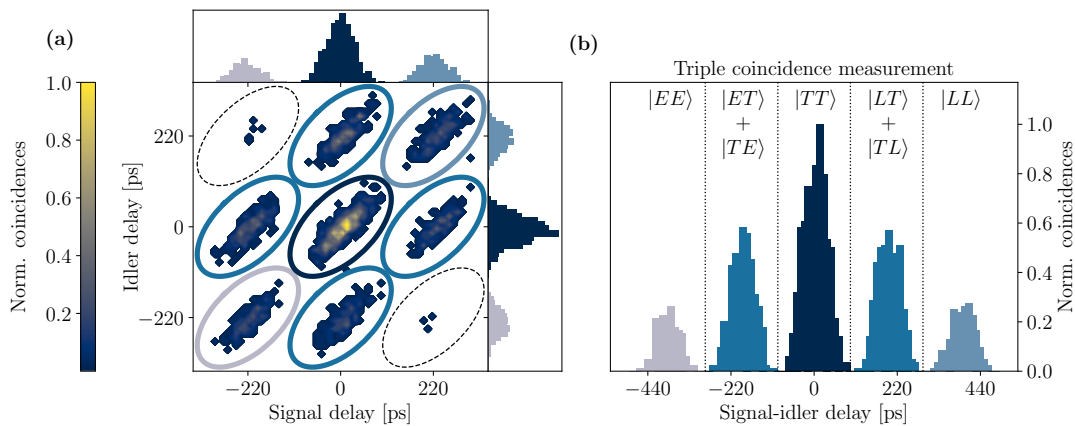 (a)
1.0
0.8
0.6
0.4
0.2
Norm. coincidences
220
0
−220
Idler delay [ps]
−220 0 220
Signal delay [ps]
(b)
Triple coincidence measurement
|EE⟩ |ET⟩ |TT⟩ |LT⟩ |LL⟩
+ +
|TE⟩ |TL⟩
1.0
0.8
0.6
0.4
0.2
0.0
Norm. coincidences
−440 −220 0 220 440
Signal-idler delay [ps]